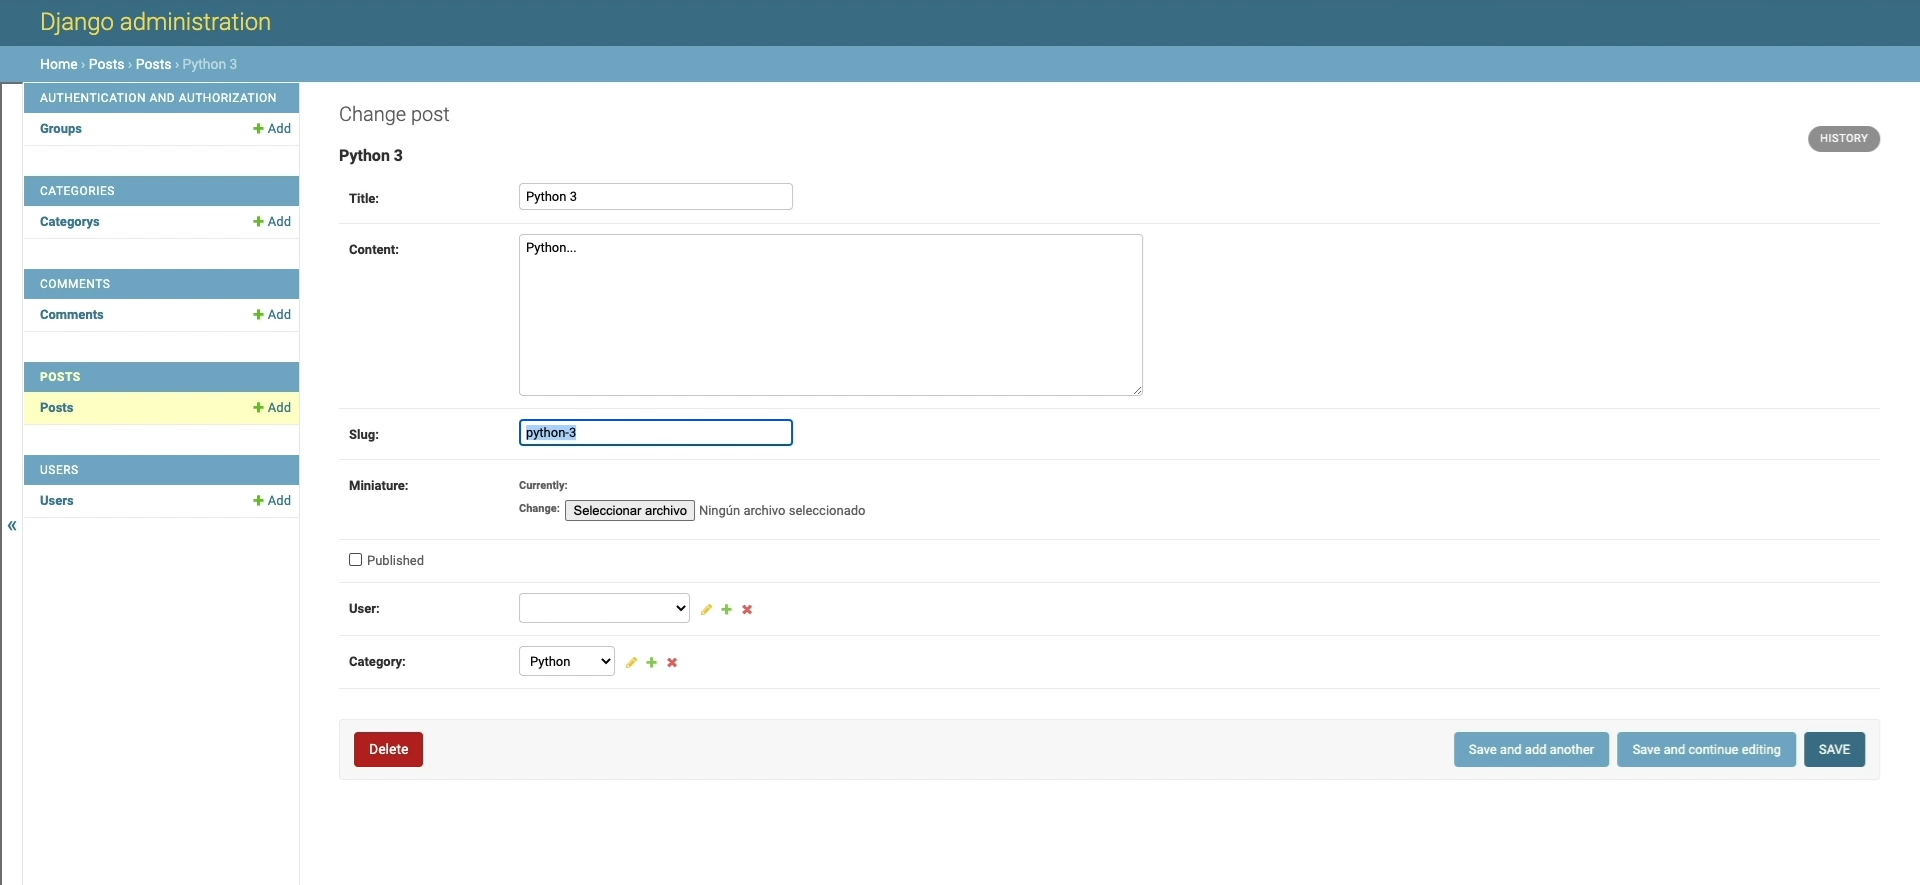 Django administration
Home › Posts › Posts › Python 3
AUTHENTICATION AND AUTHORIZATION
Groups + Add
CATEGORIES
Categorys + Add
COMMENTS
Comments + Add
POSTS
Posts + Add
USERS
Users + Add
«
Change post
HISTORY
Python 3
Title: Python 3
Content: Python...
Slug: python-3
Miniature: Currently:
Change: Seleccionar archivo Ningún archivo seleccionado
Published
User:
Category: Python
Delete Save and add another Save and continue editing SAVE